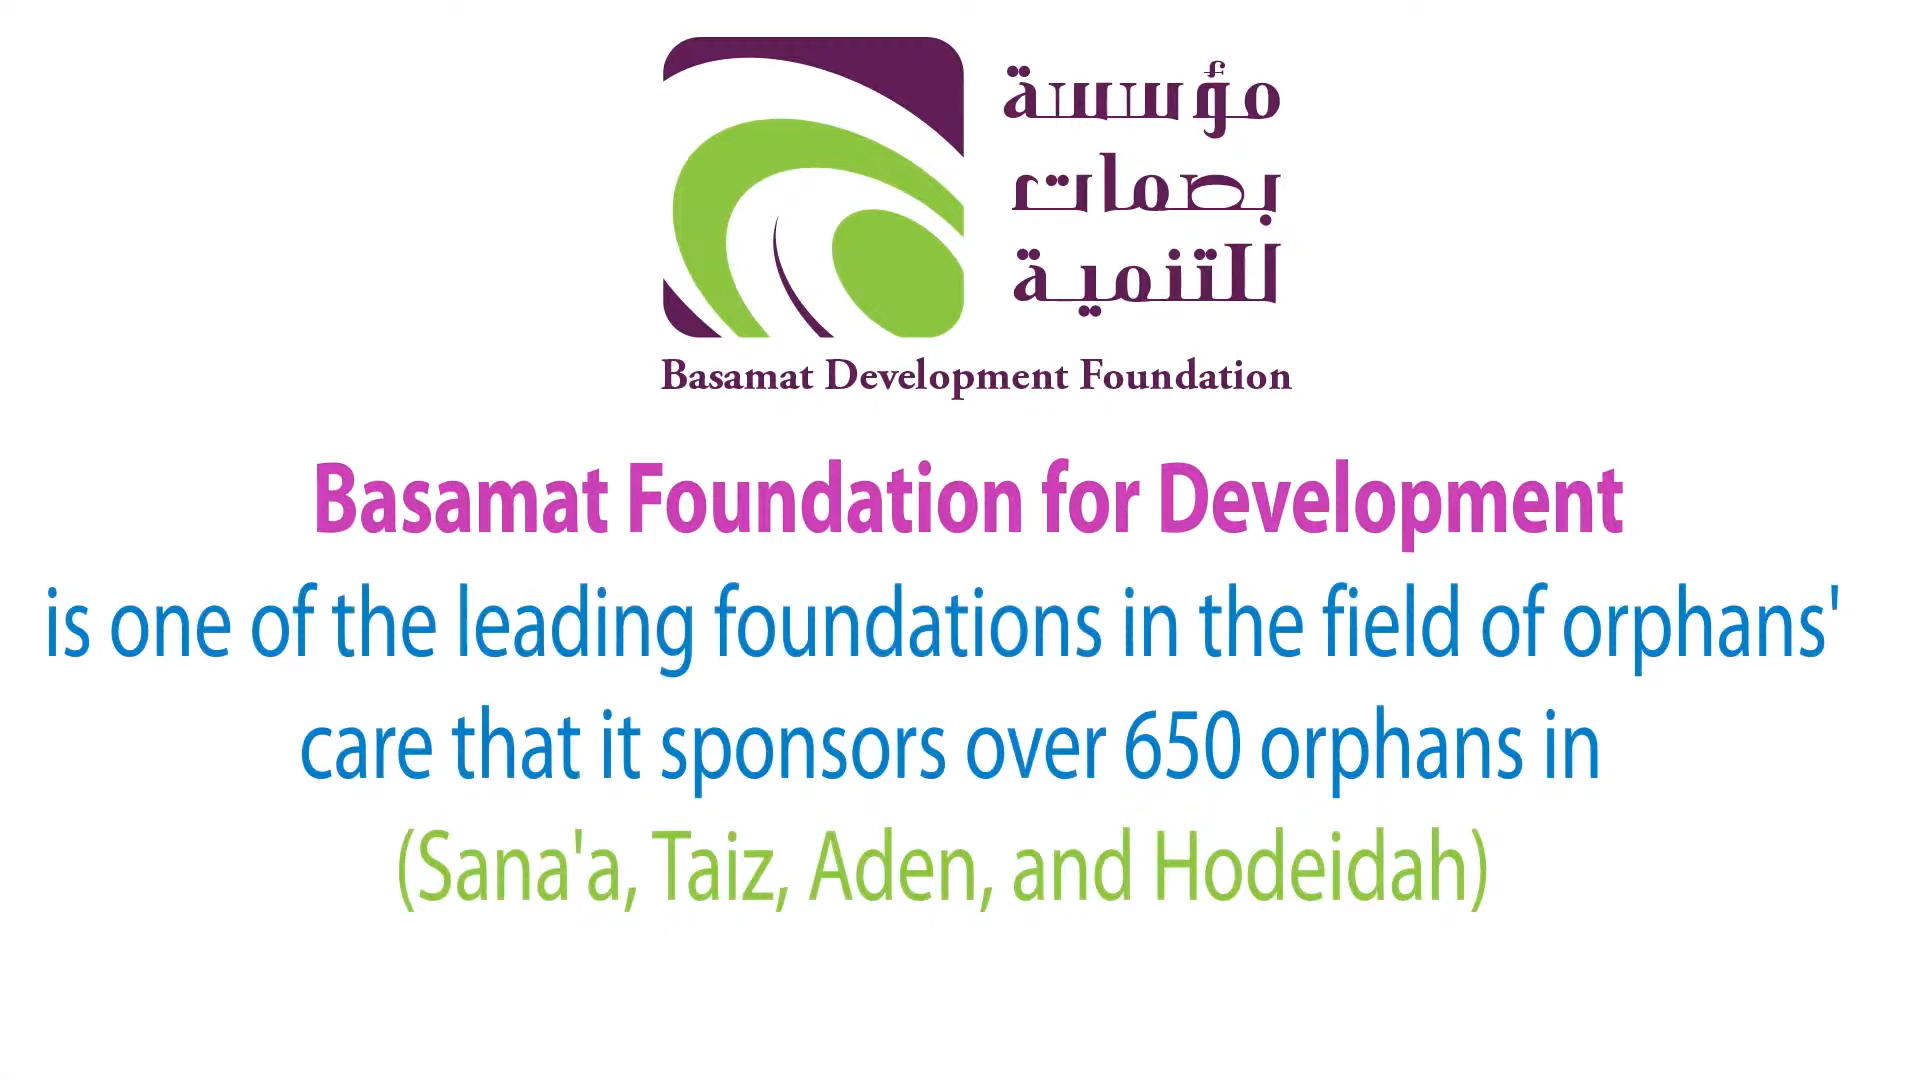 مؤسسة
بصمات
للتنمية
Basamat Development Foundation
Basamat Foundation for Development
is one of the leading foundations in the field of orphans'
care that it sponsors over 650 orphans in
(Sana'a, Taiz, Aden, and Hodeidah)